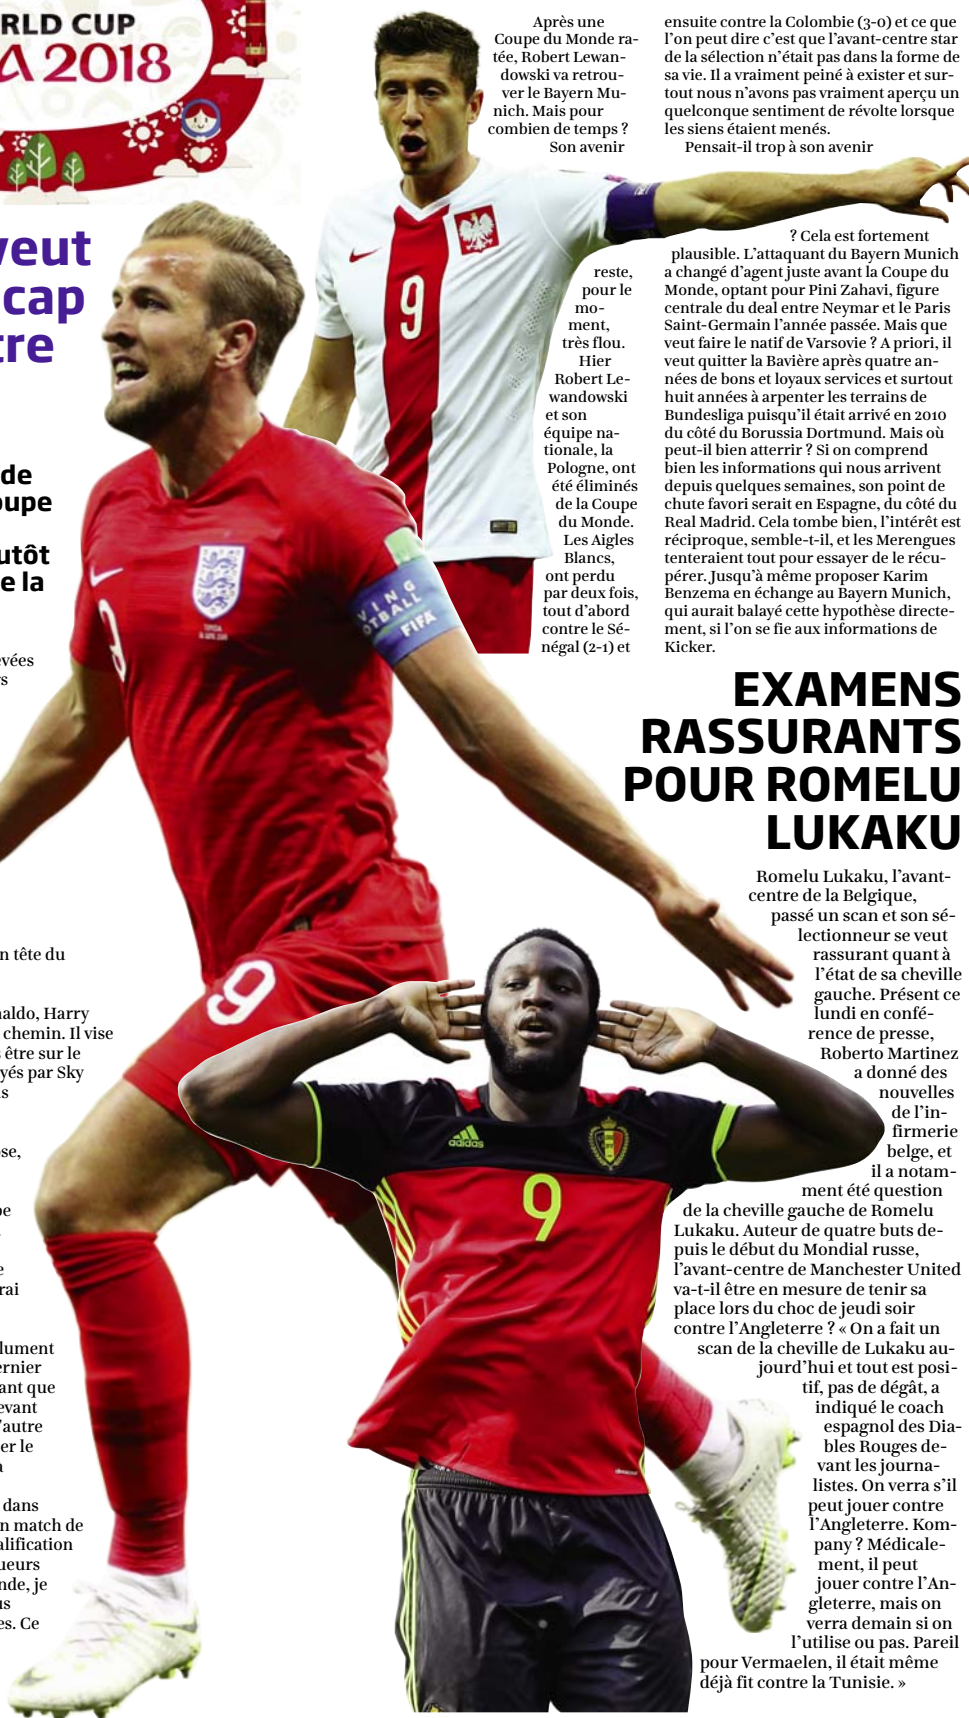 RLD CUP
A 2018
veut
cap
tre
de
oupe
utôt
e la
evées
rs
n tête du
naldo, Harry
chemin. Il vise
être sur le
yés par Sky
is
se,
pe
e
rai
lument
ernier
ant que
evant
'autre
er le
a
dans
n match de
alification
ueurs
nde, je
us
es. Ce
Après une
Coupe du Monde ra-
tée, Robert Lewan-
dowski va retrou-
ver le Bayern Mu-
nich. Mais pour
combien de temps ?
Son avenir
reste,
pour le
mo-
ment,
très flou.
Hier
Robert Le-
wandowski
et son
équipe na-
tionale, la
Pologne, ont
été éliminés
de la Coupe
du Monde.
Les Aigles
Blancs,
ont perdu
par deux fois,
tout d'abord
contre le Sé-
négal (2-1) et
ensuite contre la Colombie (3-0) et ce que
l'on peut dire c'est que l'avant-centre star
de la sélection n'était pas dans la forme de
sa vie. Il a vraiment peiné à exister et sur-
tout nous n'avons pas vraiment aperçu un
quelconque sentiment de révolte lorsque
les siens étaient menés.
Pensait-il trop à son avenir
? Cela est fortement
plausible. L'attaquant du Bayern Munich
a changé d'agent juste avant la Coupe du
Monde, optant pour Pini Zahavi, figure
centrale du deal entre Neymar et le Paris
Saint-Germain l'année passée. Mais que
veut faire le natif de Varsovie ? A priori, il
veut quitter la Bavière après quatre an-
nées de bons et loyaux services et surtout
huit années à arpenter les terrains de
Bundesliga puisqu'il était arrivé en 2010
du côté du Borussia Dortmund. Mais où
peut-il bien atterrir ? Si on comprend
bien les informations qui nous arrivent
depuis quelques semaines, son point de
chute favori serait en Espagne, du côté du
Real Madrid. Cela tombe bien, l'intérêt est
réciproque, semble-t-il, et les Merengues
tenteraient tout pour essayer de le récu-
pérer. Jusqu'à même proposer Karim
Benzema en échange au Bayern Munich,
qui aurait balayé cette hypothèse directe-
ment, si l'on se fie aux informations de
Kicker.
9
VING
OTBALL
FIFA
9
EXAMENS
RASSURANTS
POUR ROMELU
LUKAKU
Romelu Lukaku, l'avant-
centre de la Belgique,
passé un scan et son sé-
lectionneur se veut
rassurant quant à
l'état de sa cheville
gauche. Présent ce
lundi en confé-
rence de presse,
Roberto Martinez
a donné des
nouvelles
de l'in-
firmerie
belge, et
il a notam-
ment été question
de la cheville gauche de Romelu
Lukaku. Auteur de quatre buts de-
puis le début du Mondial russe,
l'avant-centre de Manchester United
va-t-il être en mesure de tenir sa
place lors du choc de jeudi soir
contre l'Angleterre ? « On a fait un
scan de la cheville de Lukaku au-
jourd'hui et tout est posi-
tif, pas de dégât, a
indiqué le coach
espagnol des Dia-
bles Rouges de-
vant les journa-
listes. On verra s'il
peut jouer contre
l'Angleterre. Kom-
pany ? Médicale-
ment, il peut
jouer contre l'An-
gleterre, mais on
verra demain si on
l'utilise ou pas. Pareil
pour Vermaelen, il était même
déjà fit contre la Tunisie. »
adidas
9